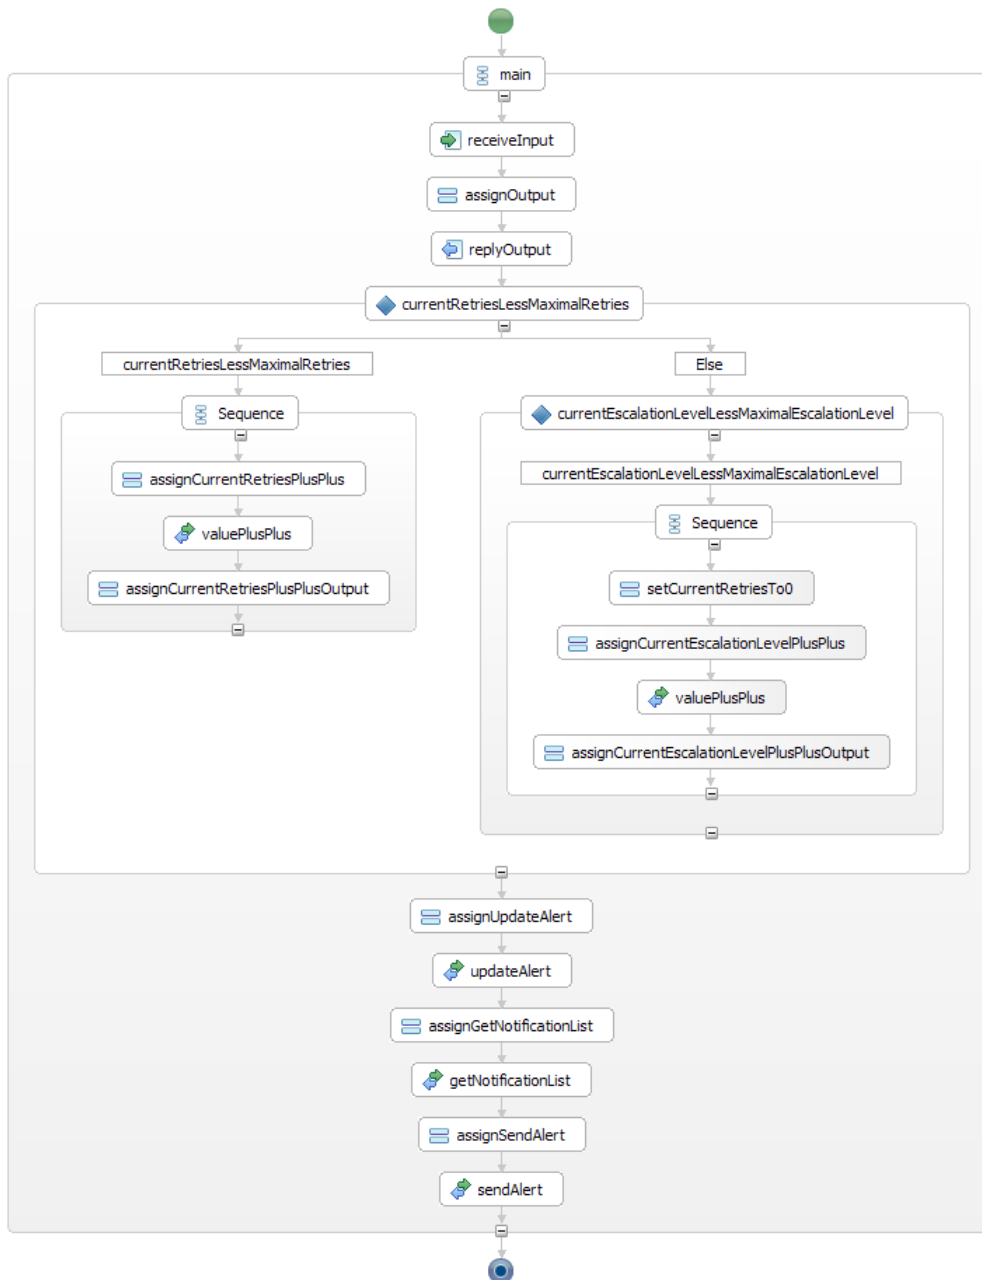 main
receiveInput
assignOutput
replyOutput
currentRetriesLessMaximalRetries
currentRetriesLessMaximalRetries
Else
Sequence
currentEscalationLevelLessMaximalEscalationLevel
assignCurrentRetriesPlusPlus
currentEscalationLevelLessMaximalEscalationLevel
valuePlusPlus
Sequence
assignCurrentRetriesPlusPlusOutput
setCurrentRetriesTo0
assignCurrentEscalationLevelPlusPlus
valuePlusPlus
assignCurrentEscalationLevelPlusPlusOutput
assignUpdateAlert
updateAlert
assignGetNotificationList
getNotificationList
assignSendAlert
sendAlert